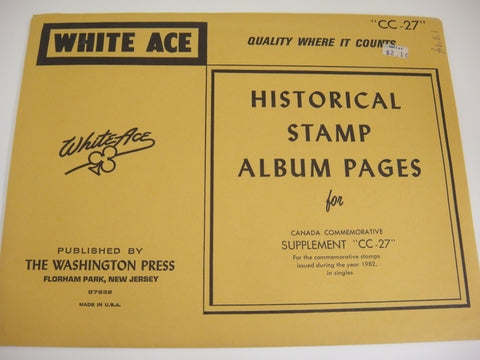 "CC-27"
WHITE ACE
QUALITY WHERE IT COUNTS
HISTORICAL
STAMP
ALBUM PAGES
for
CANADA COMMEMORATIVE
SUPPLEMENT "CC-27"
For the commemorative stamps
issued during the year 1982,
in singles
White Ace
PUBLISHED BY
THE WASHINGTON PRESS
FLORHAM PARK, NEW JERSEY
07932
MADE IN U.S.A.